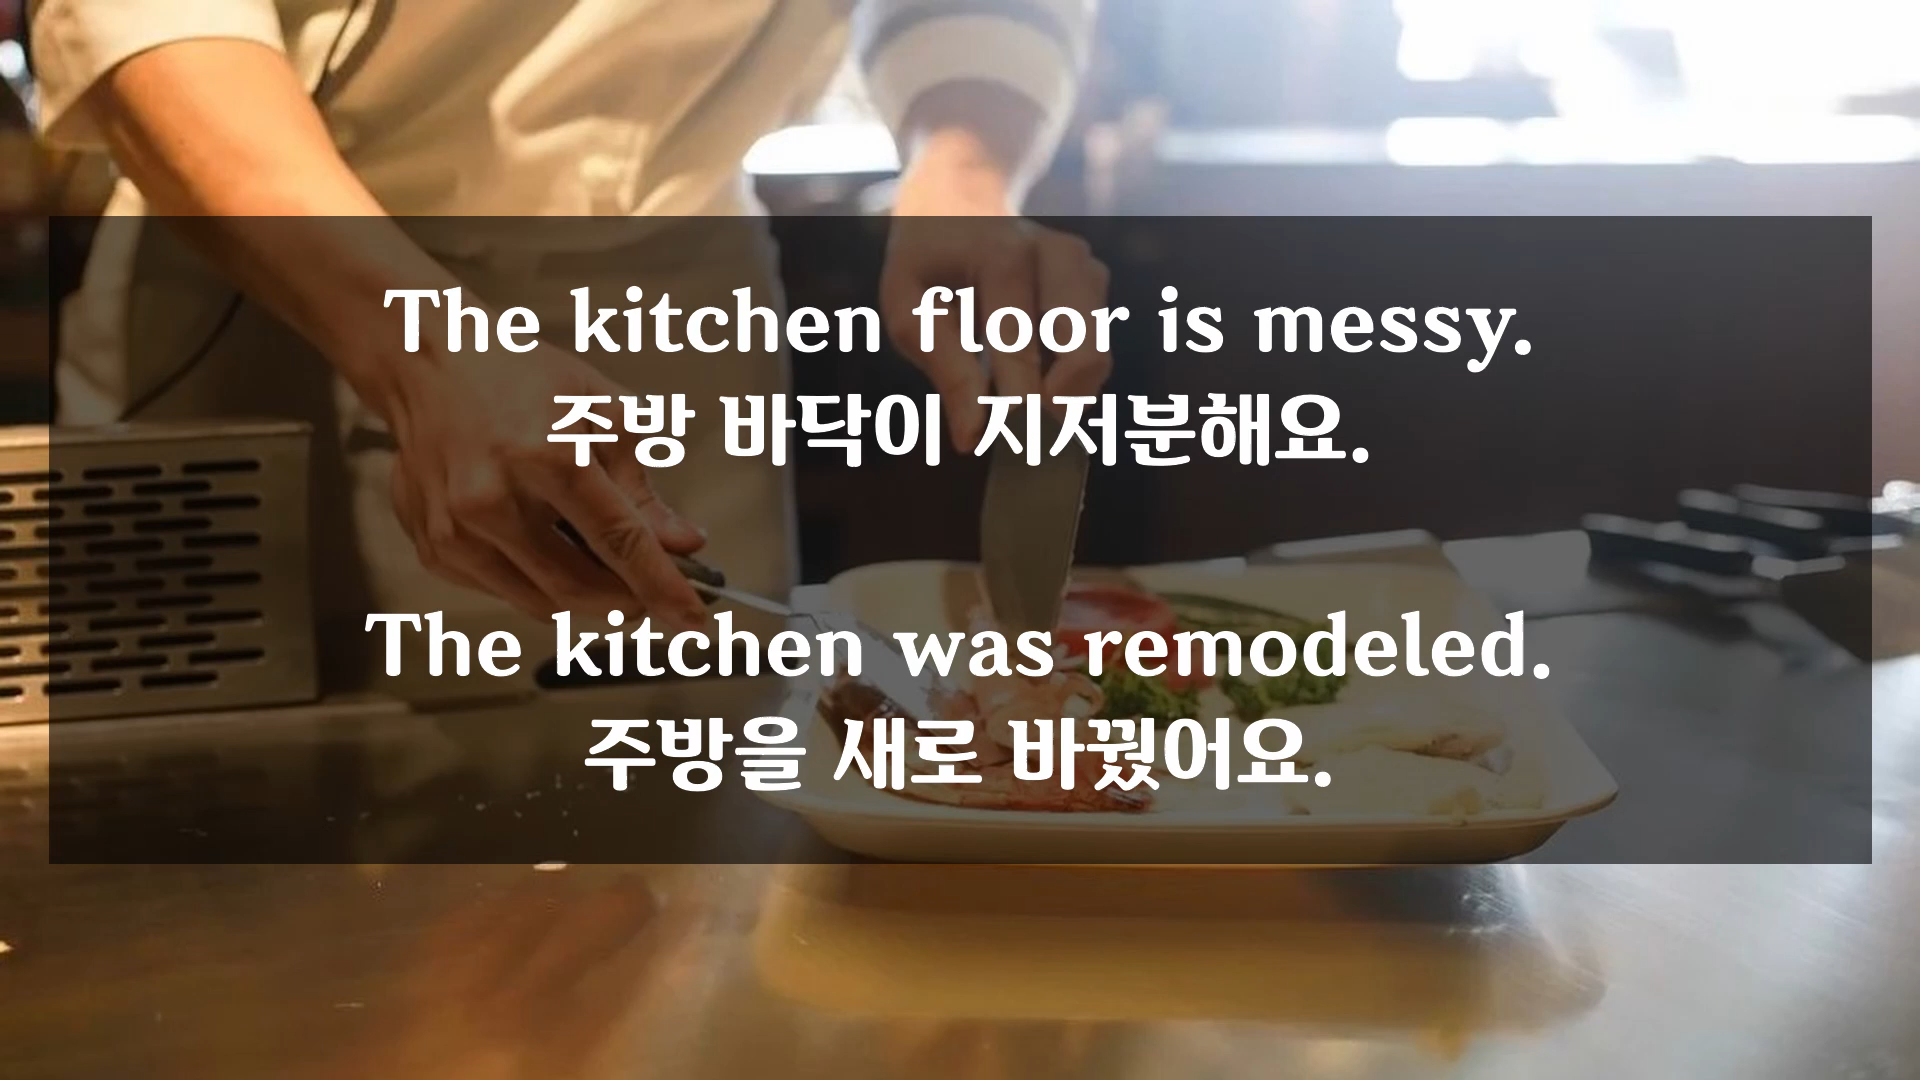 The kitchen floor is messy.
주방 바닥이 지저분해요.
The kitchen was remodeled.
주방을 새로 바꿨어요.